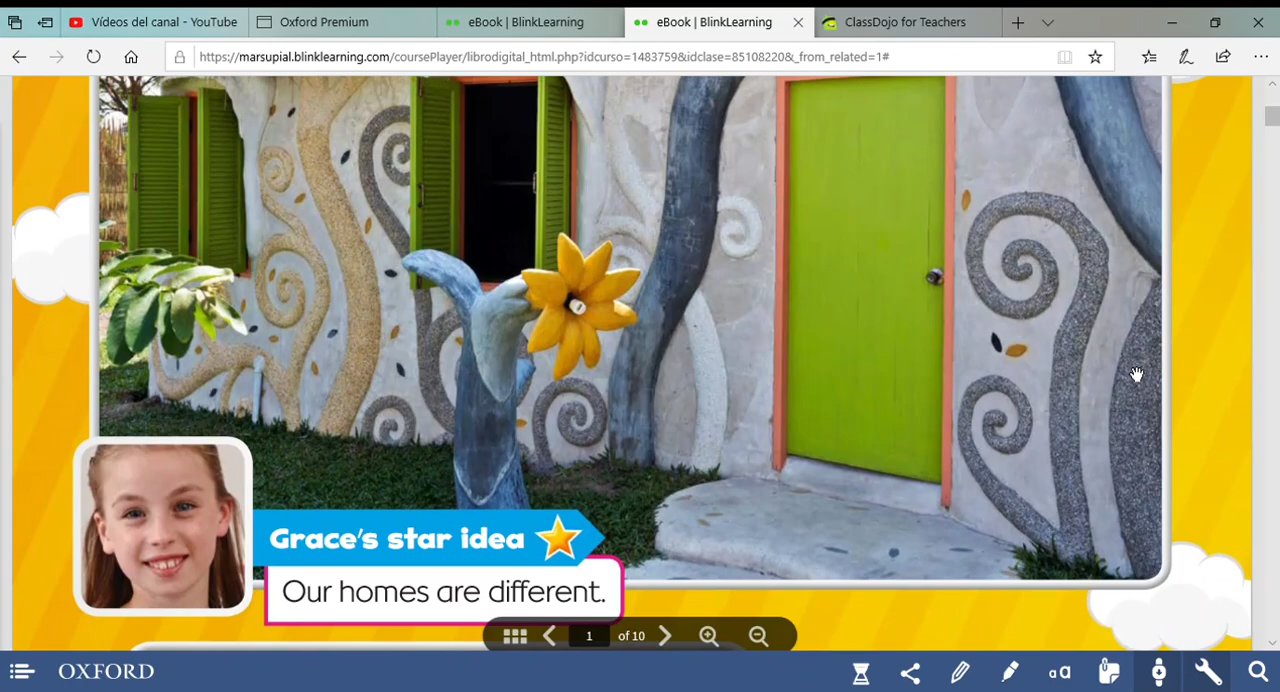 Vídeos del canal - YouTube
Oxford Premium
eBook | BlinkLearning
eBook | BlinkLearning
ClassDojo for Teachers
https://marsupial.blinklearning.com/coursePlayer/librodigital_html.php?idcurso=1483759&idclase=85108220&_from_related=1#
Grace's star idea
Our homes are different.
1 of 10
OXFORD
aa